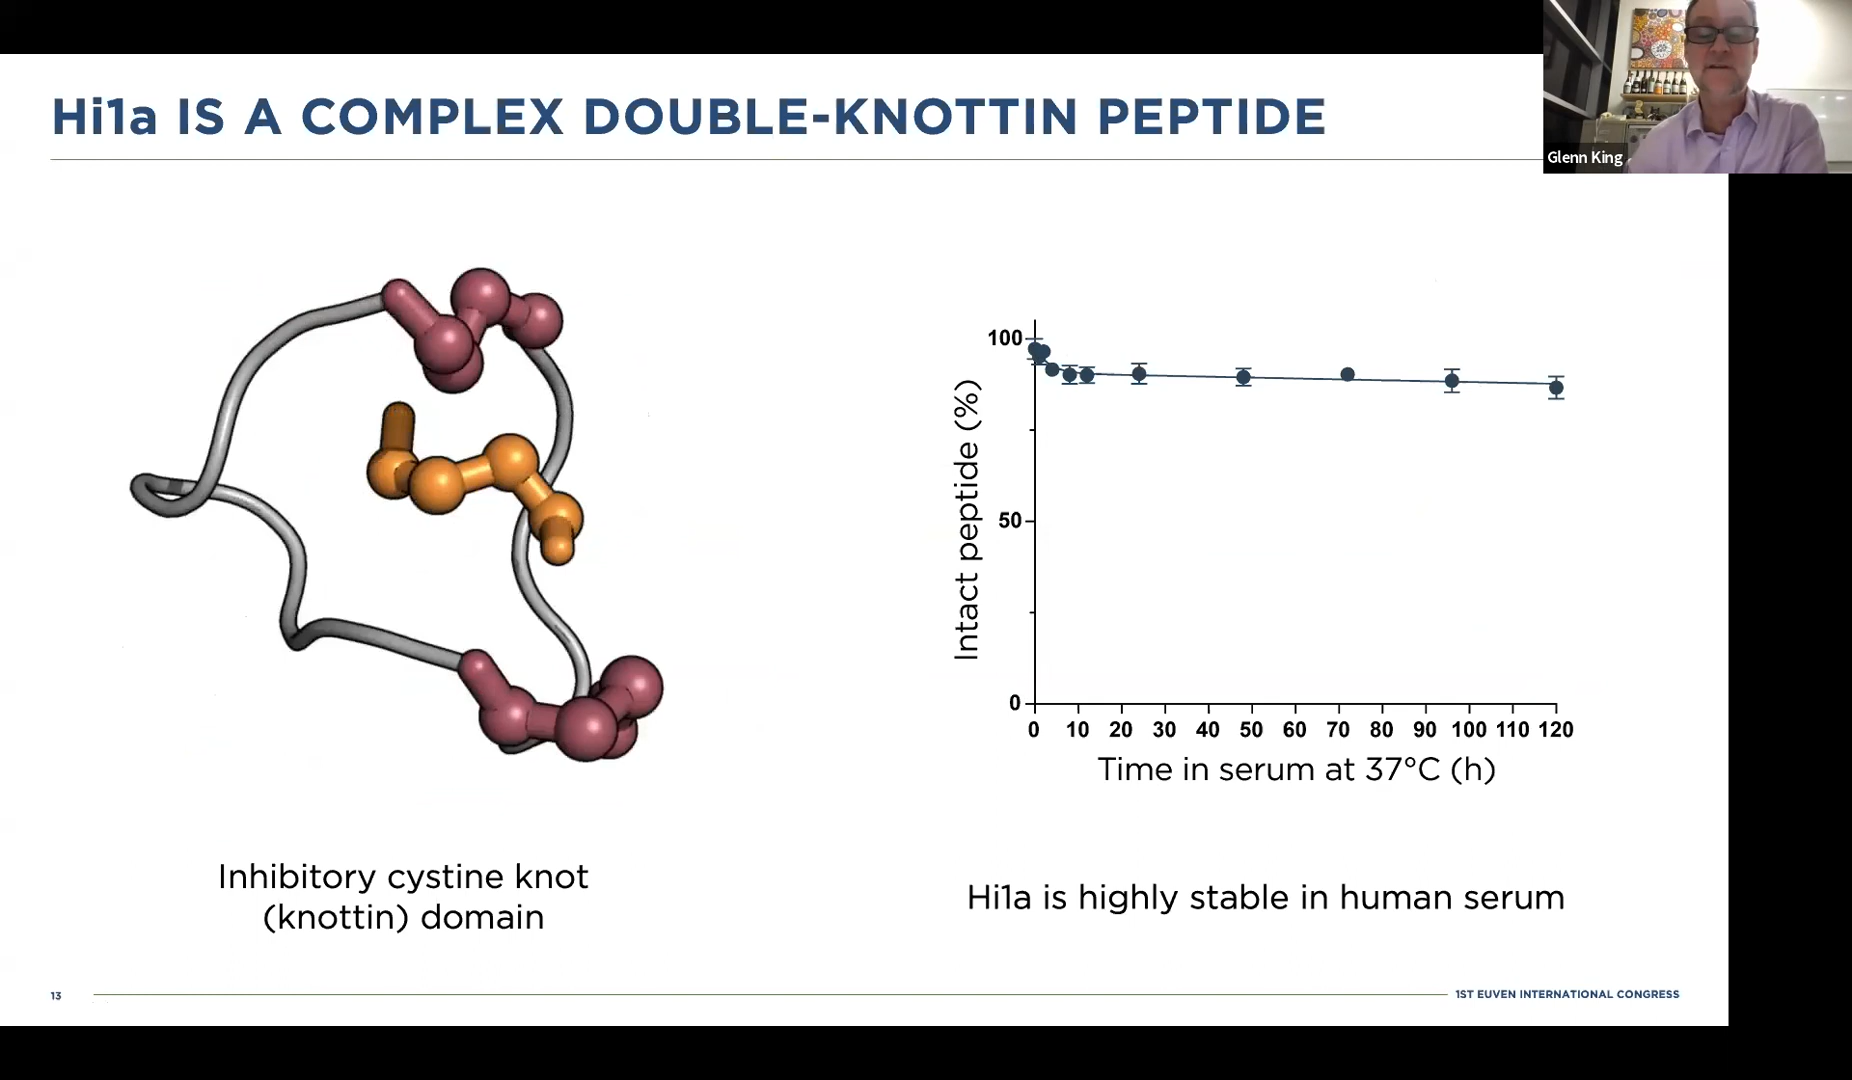 Hi1a IS A COMPLEX DOUBLE-KNOTTIN PEPTIDE
Glenn King
100
50
0
Intact peptide (%)
0 10 20 30 40 50 60 70 80 90 100 110 120
Time in serum at 37°C (h)
Inhibitory cystine knot
(knottin) domain
Hi1a is highly stable in human serum
13
1ST EUVEN INTERNATIONAL CONGRESS